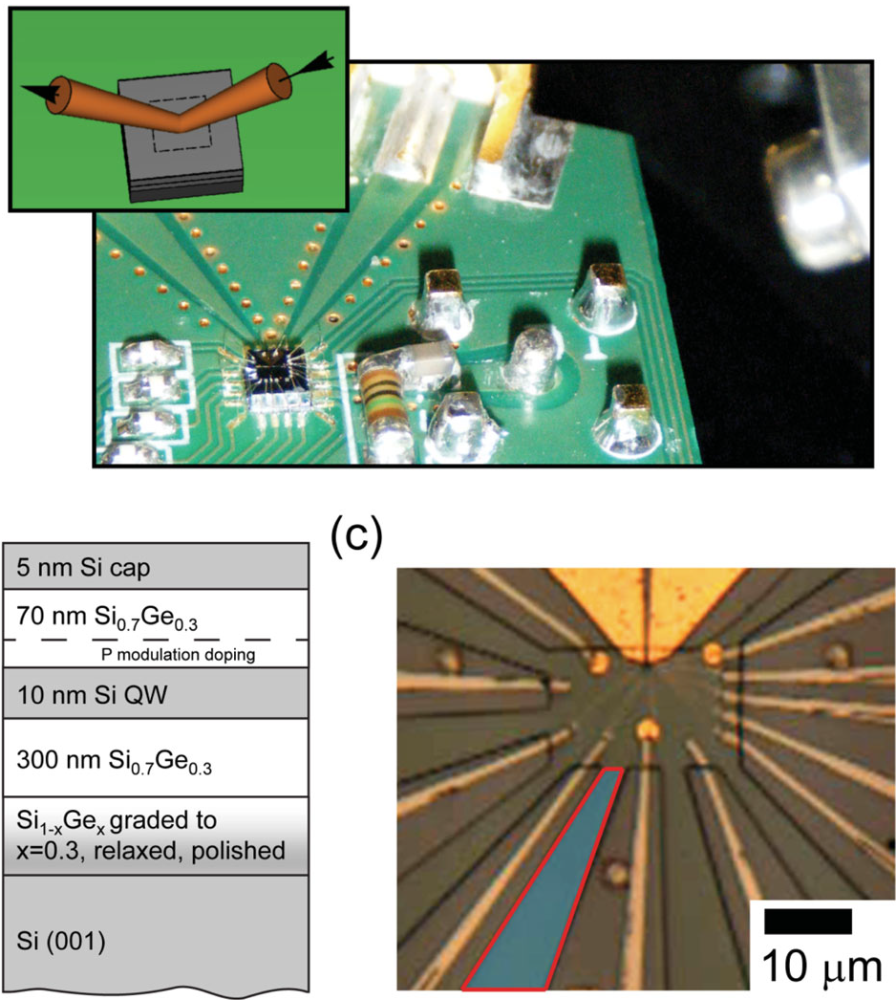 5 nm Si cap
70 nm Si0.7Ge0.3
P modulation doping
10 nm Si QW
300 nm Si0.7Ge0.3
Si1-xGex graded to
x=0.3, relaxed, polished
Si (001)
(c)
10 μm